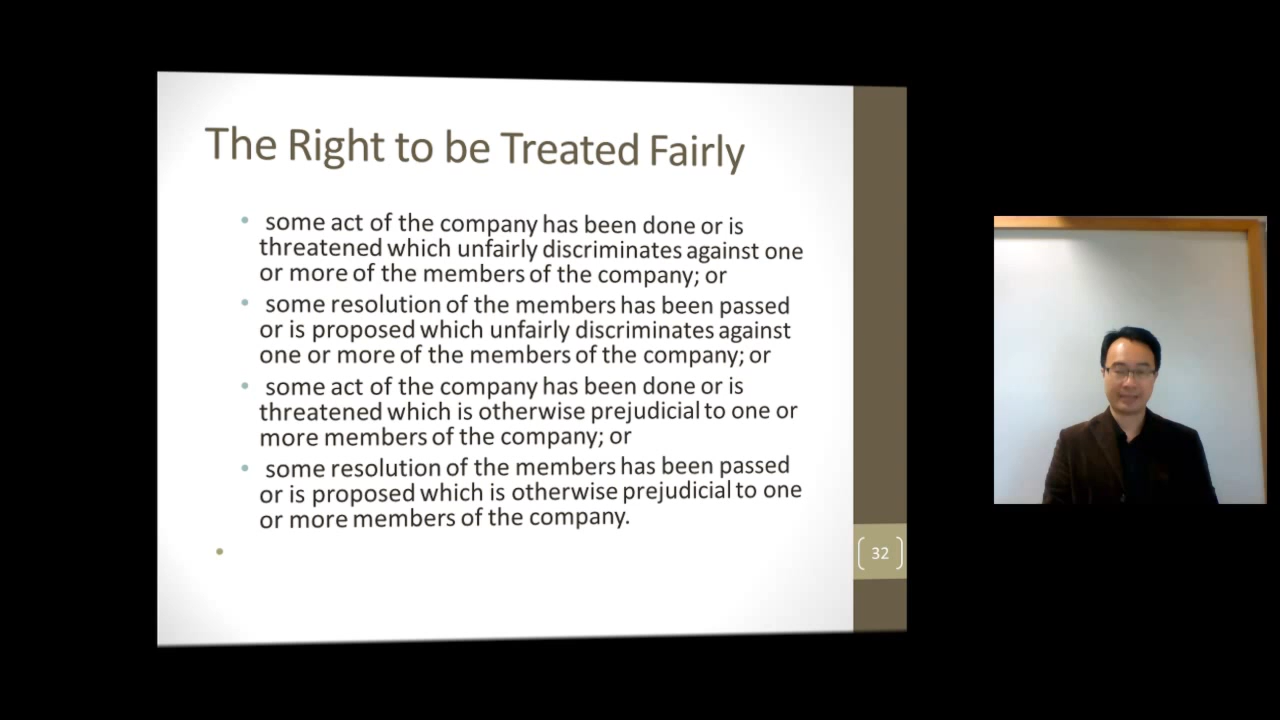 The Right to be Treated Fairly
• some act of the company has been done or is
threatened which unfairly discriminates against one
or more of the members of the company; or
• some resolution of the members has been passed
or is proposed which unfairly discriminates against
one or more of the members of the company; or
• some act of the company has been done or is
threatened which is otherwise prejudicial to one or
more members of the company; or
• some resolution of the members has been passed
or is proposed which is otherwise prejudicial to one
or more members of the company.
•
32